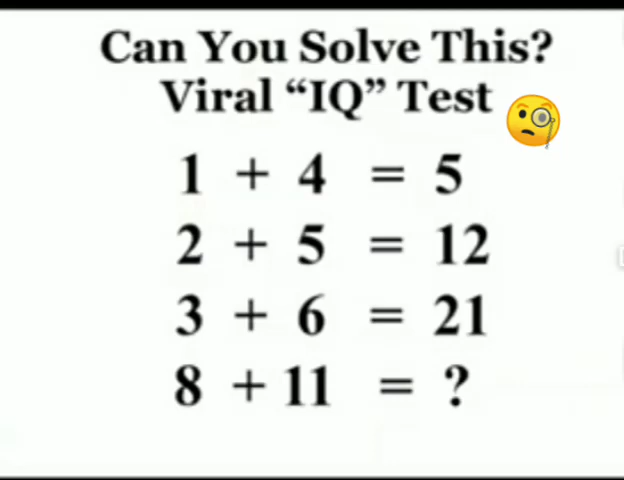 Can You Solve This?
Viral “IQ” Test
1 + 4 = 5
2 + 5 = 12
3 + 6 = 21
8 + 11 = ?